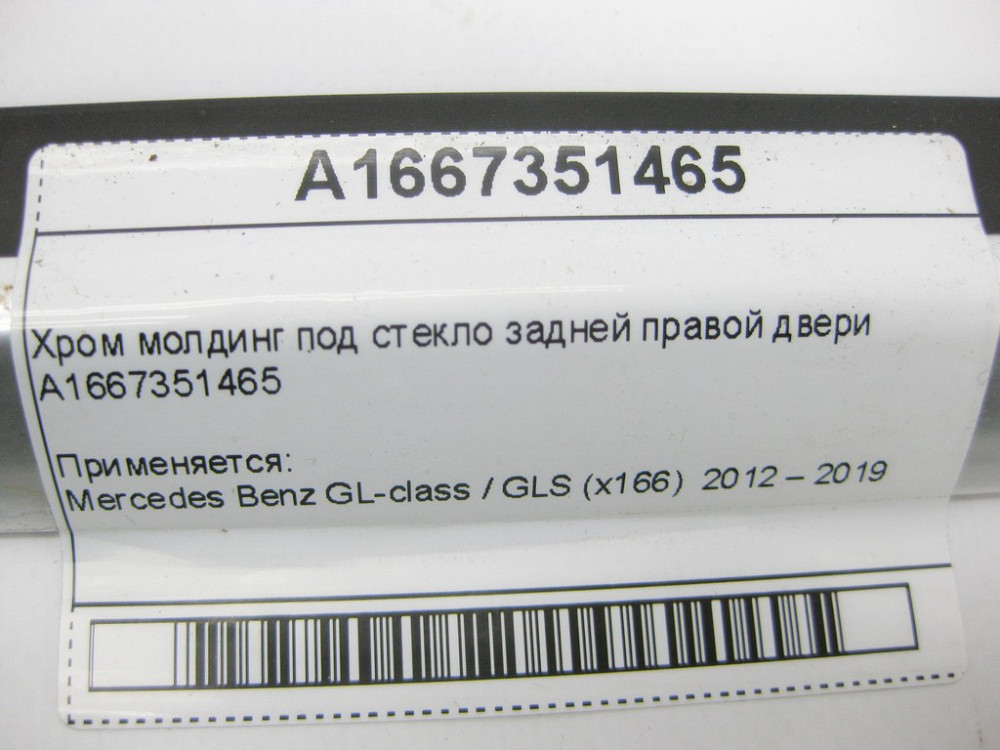 A1667351465
Хром молдинг под стекло задней правой двери
A1667351465
Применяется:
Mercedes Benz GL-class / GLS (x166) 2012 – 2019